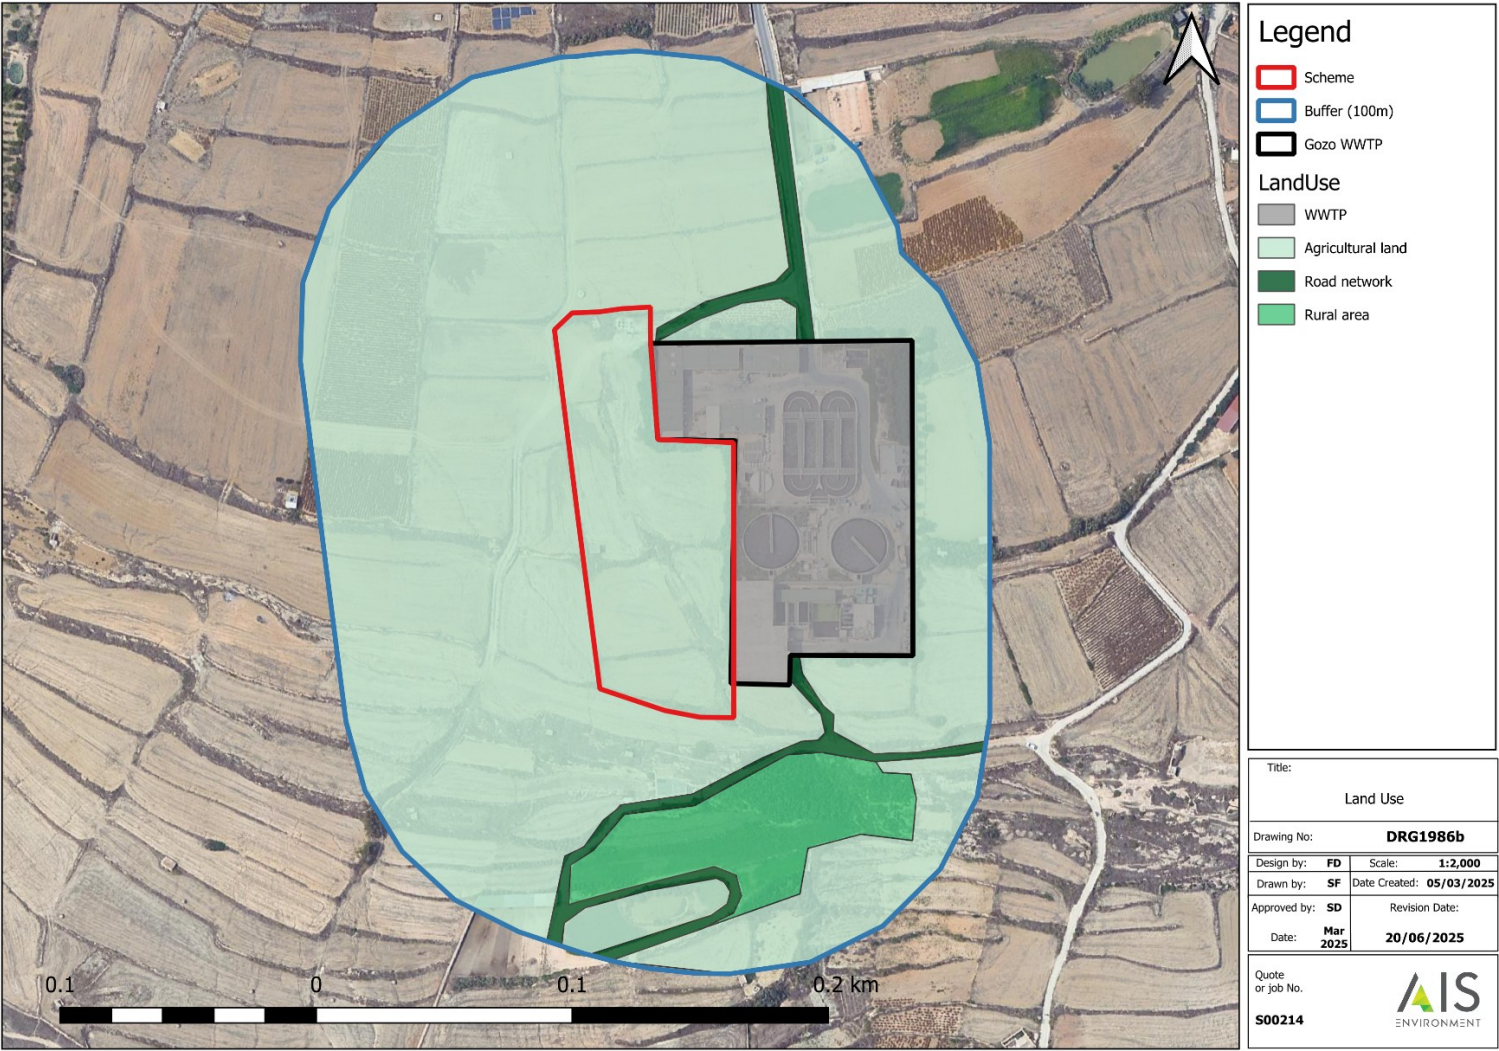 Legend
Scheme
Buffer (100m)
Gozo WWTP
LandUse
WWTP
Agricultural land
Road network
Rural area
0.1 0 0.1 0.2 km
Title:
Land Use
Drawing No: DRG1986b
Design by: FD Scale: 1:2,000
Drawn by: SF Date Created: 05/03/2025
Approved by: SD Revision Date:
Date: Mar 2025 20/06/2025
Quote
or job No.
S00214
AIS
ENVIRONMENT